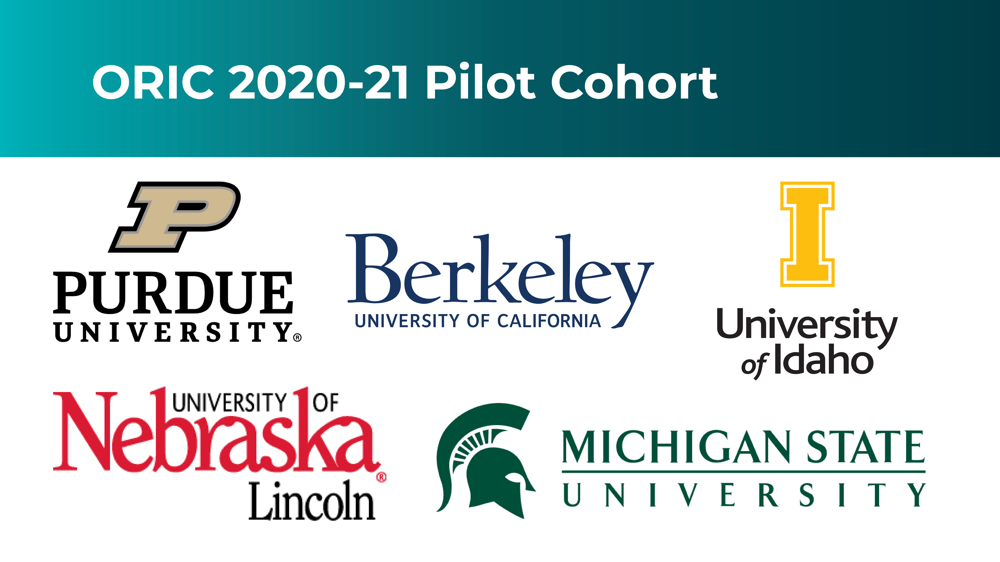 ORIC 2020-21 Pilot Cohort
P
PURDUE
UNIVERSITY®
Berkeley
UNIVERSITY OF CALIFORNIA
I
University
of Idaho
UNIVERSITY OF
Nebraska®
Lincoln
MICHIGAN STATE
UNIVERSITY